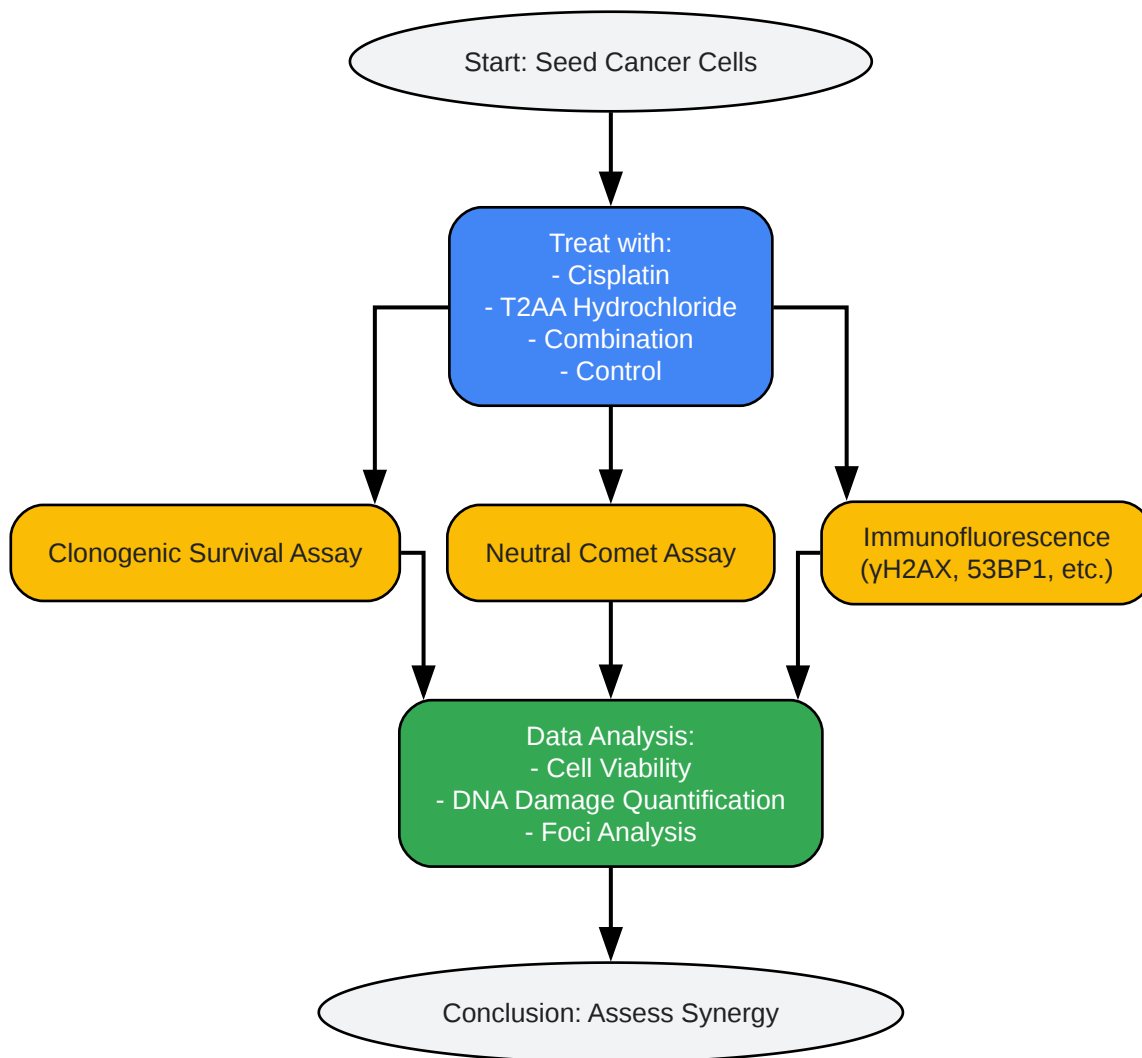 Start: Seed Cancer Cells
Treat with:
- Cisplatin
- T2AA Hydrochloride
- Combination
- Control
Clonogenic Survival Assay
Neutral Comet Assay
Immunofluorescence
(γH2AX, 53BP1, etc.)
Data Analysis:
- Cell Viability
- DNA Damage Quantification
- Foci Analysis
Conclusion: Assess Synergy